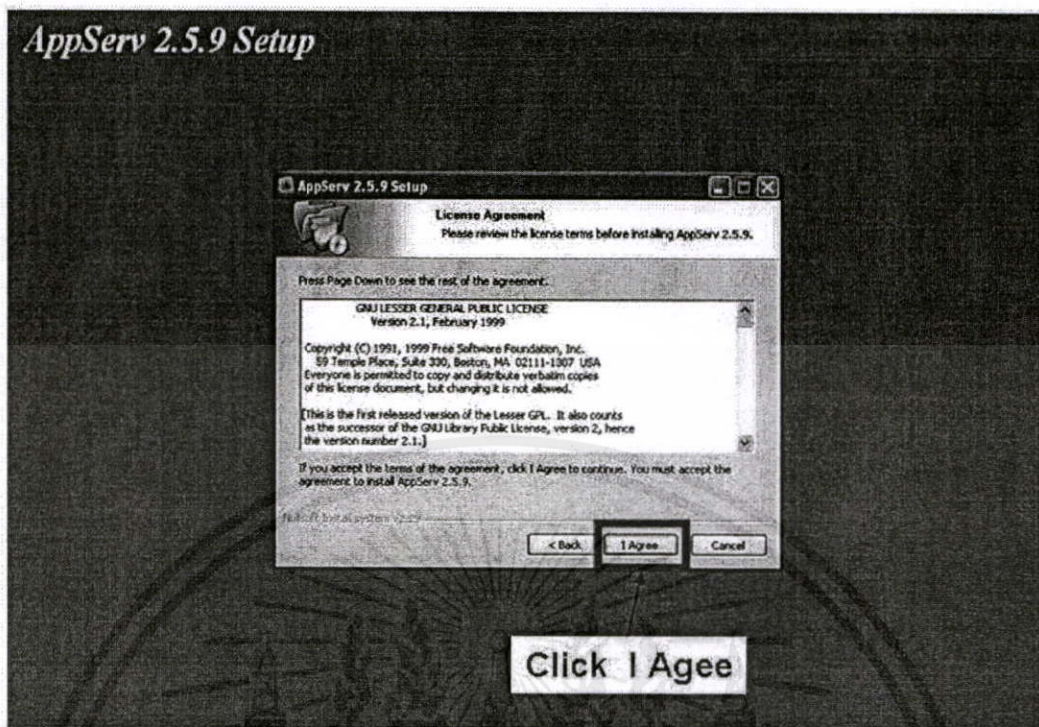 AppServ 2.5.9 Setup
AppServ 2.5.9 Setup
License Agreement
Please review the license terms before installing AppServ 2.5.9.
Press Page Down to see the rest of the agreement.
GNU LESSER GENERAL PUBLIC LICENSE
Version 2.1, February 1999
Copyright (C) 1991, 1999 Free Software Foundation, Inc.
59 Temple Place, Suite 330, Boston, MA 02111-1307 USA
Everyone is permitted to copy and distribute verbatim copies
of this license document, but changing it is not allowed.
[This is the first released version of the Lesser GPL. It also counts
as the successor of the GNU Library Public License, version 2, hence
the version number 2.1.]
If you accept the terms of the agreement, click I Agree to continue. You must accept the
agreement to install AppServ 2.5.9.
Nullsoft Install System
< Back
I Agree
Cancel
Click I Agee